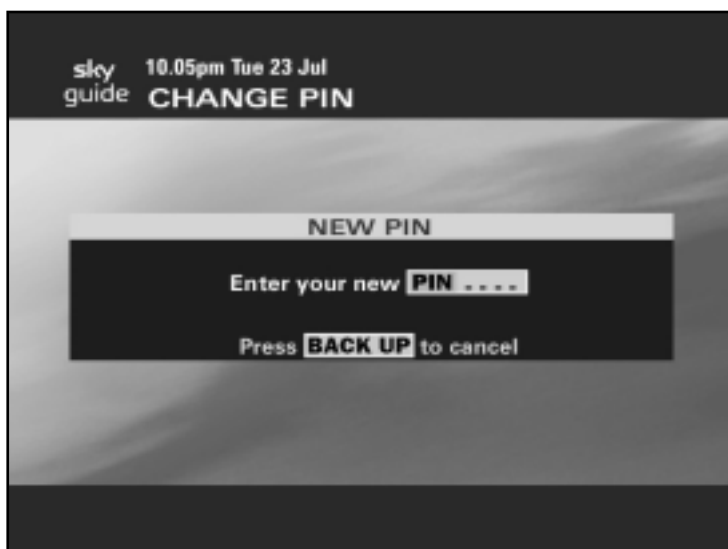 sky 10.05pm Tue 23 Jul
guide CHANGE PIN
NEW PIN
Enter your new PIN ....
Press BACK UP to cancel